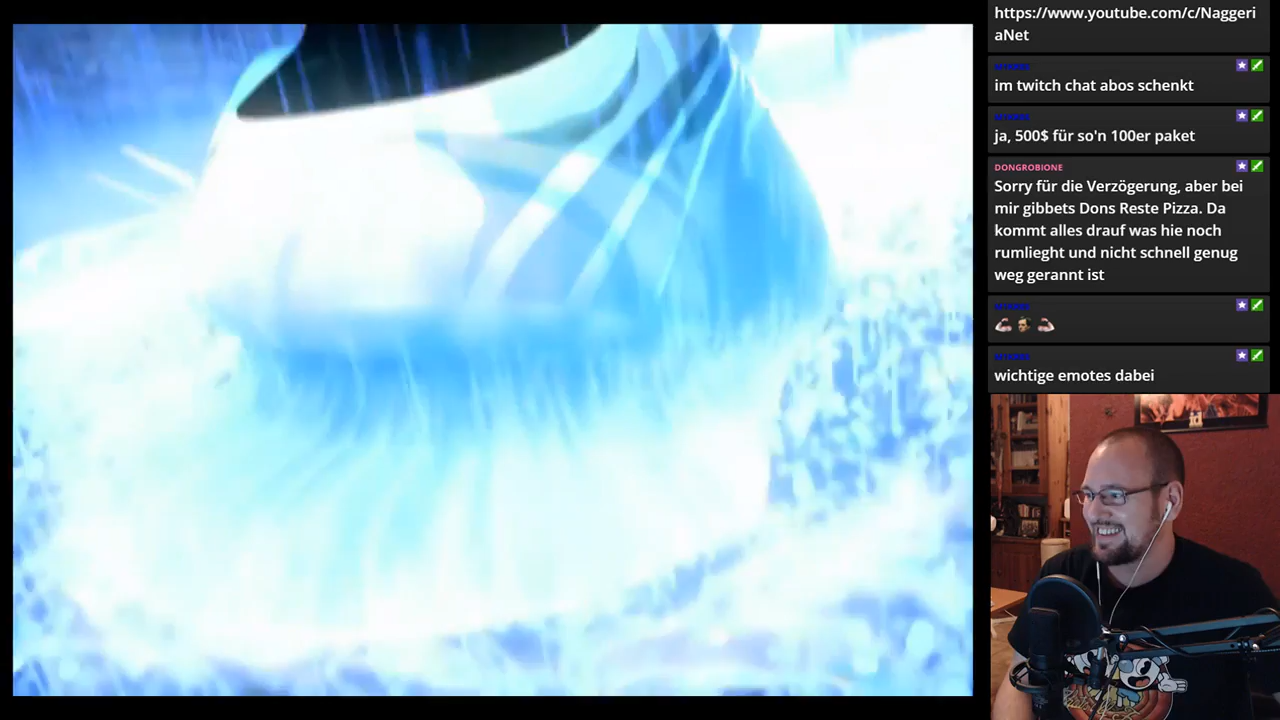 https://www.youtube.com/c/Naggeri
aNet
im twitch chat abos schenkt
ja, 500$ für so'n 100er paket
DONGROBIONE
Sorry für die Verzögerung, aber bei
mir gibbets Dons Reste Pizza. Da
kommt alles drauf was hie noch
rumlieght und nicht schnell genug
weg gerannt ist
wichtige emotes dabei